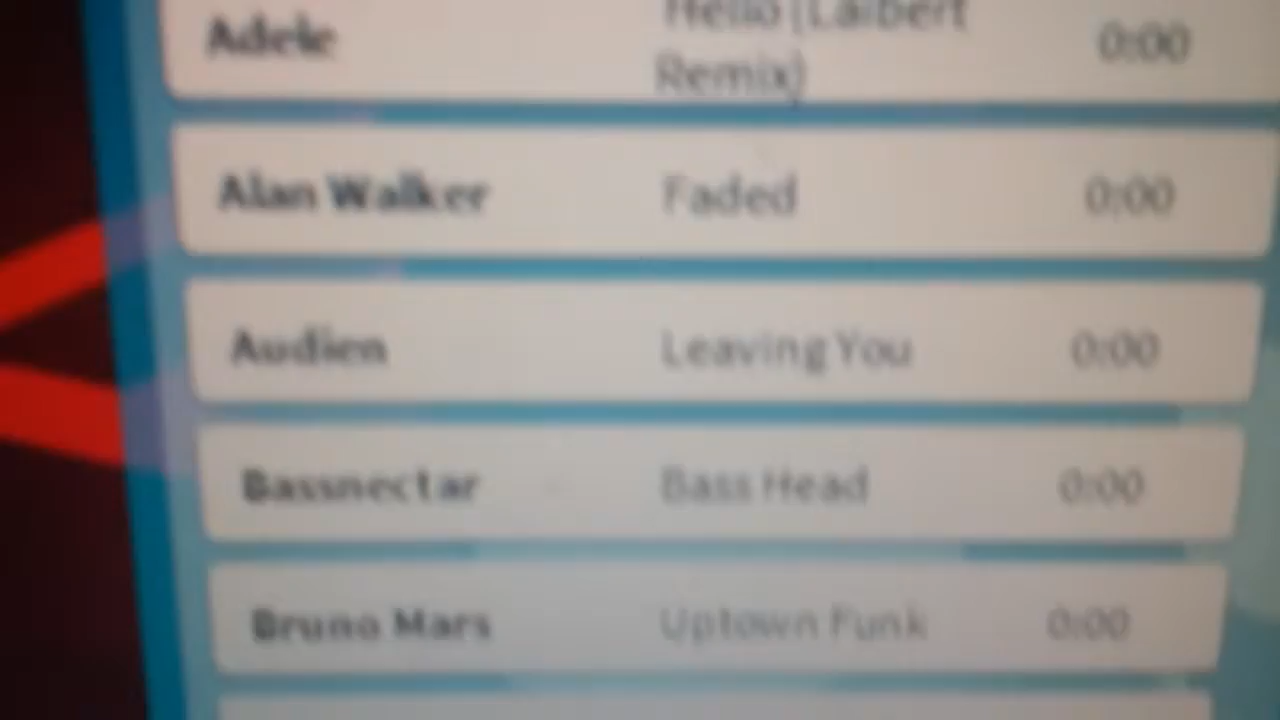 Adele Hello (Laibert Remix) 0:00
Alan Walker Faded 0:00
Audien Leaving You 0:00
Bassnectar Bass Head 0:00
Bruno Mars Uptown Funk 0:00